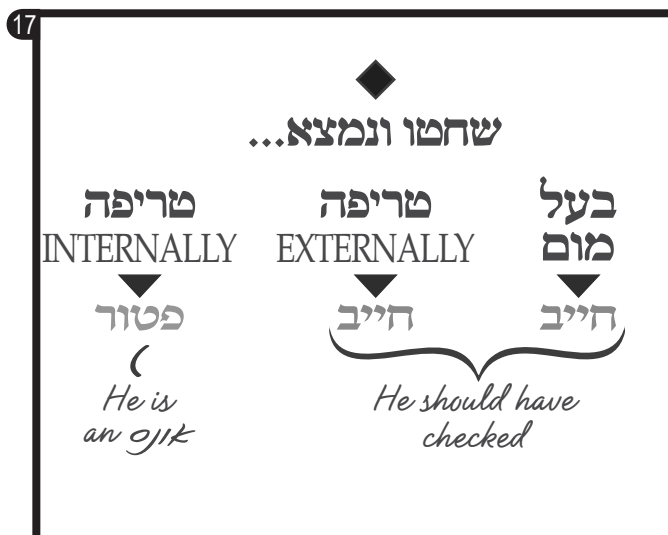 17
שחטו ונמצא...
בעל
מום
טריפה
EXTERNALLY
טריפה
INTERNALLY
חייב
חייב
פטור
He should have
checked
He is
an אונס